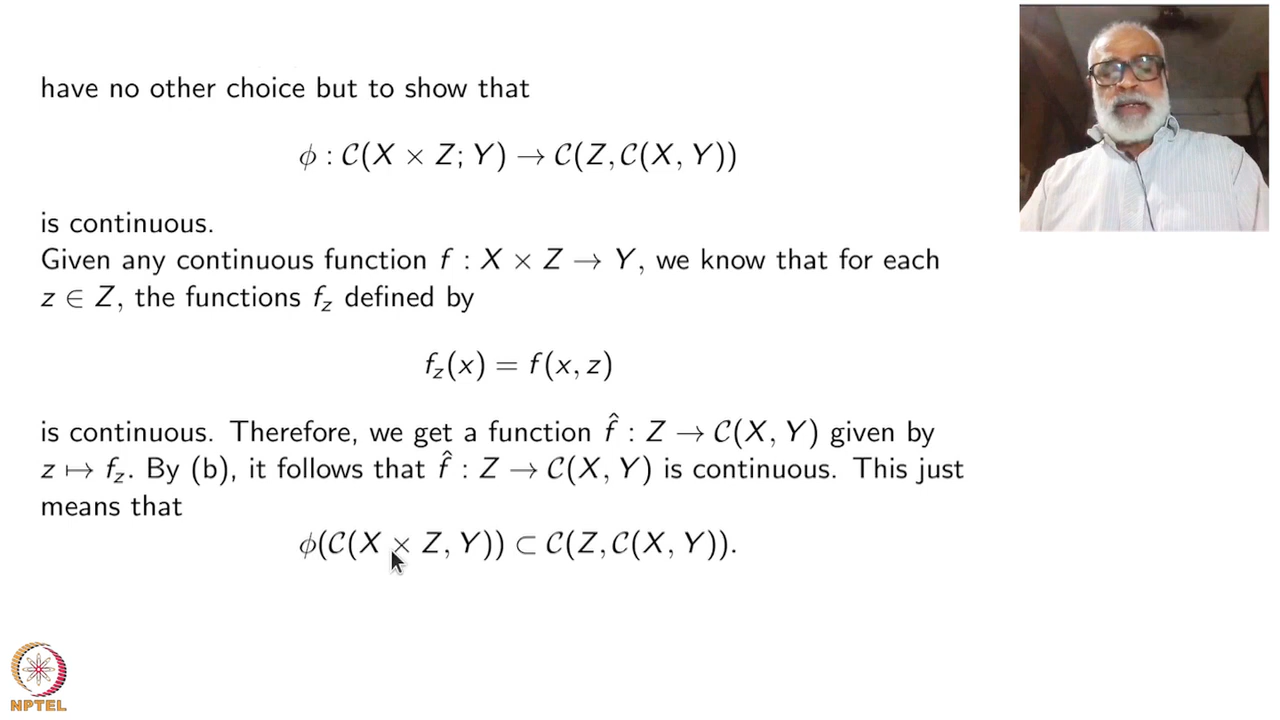 have no other choice but to show that
ϕ : 𝒞(X × Z; Y) → 𝒞(Z, 𝒞(X, Y))
is continuous.
Given any continuous function f : X × Z → Y, we know that for each
z ∈ Z, the functions f_z defined by
f_z(x) = f(x, z)
is continuous. Therefore, we get a function f̂ : Z → 𝒞(X, Y) given by
z ↦ f_z. By (b), it follows that f̂ : Z → 𝒞(X, Y) is continuous. This just
means that
ϕ(𝒞(X × Z, Y)) ⊂ 𝒞(Z, 𝒞(X, Y)).
NPTEL